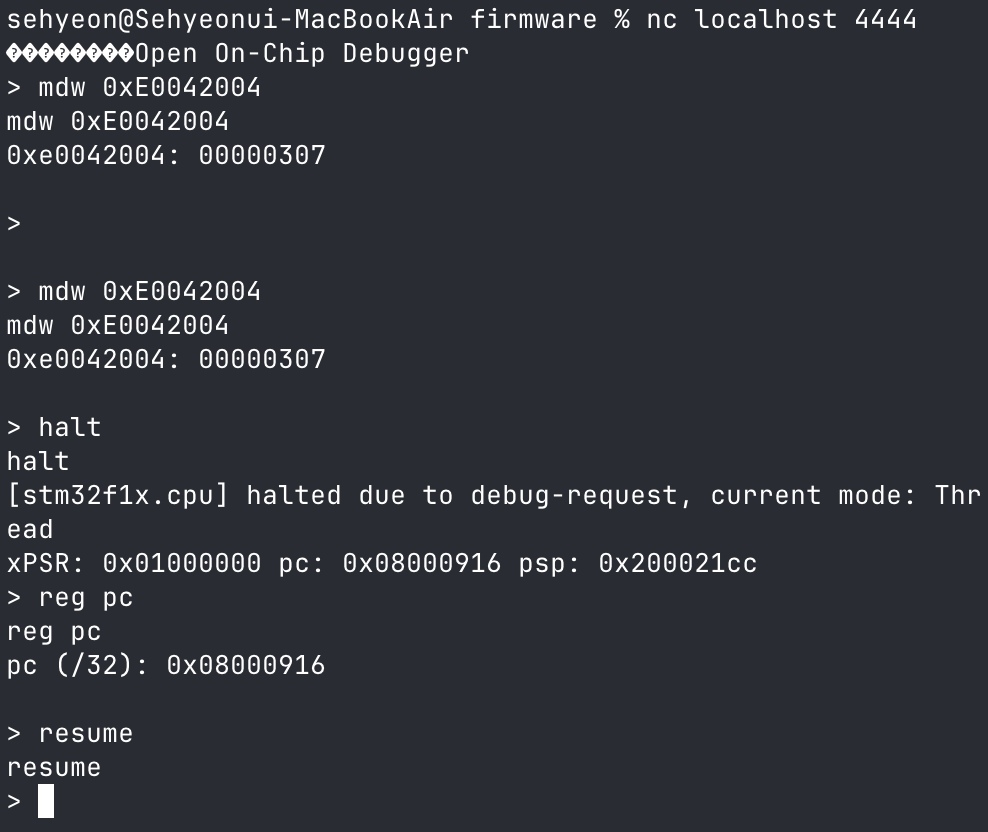 sehyeon@Sehyeonui-MacBookAir firmware % nc localhost 4444
��������Open On-Chip Debugger
> mdw 0xE0042004
mdw 0xE0042004
0xe0042004: 00000307
>
> mdw 0xE0042004
mdw 0xE0042004
0xe0042004: 00000307
> halt
halt
[stm32f1x.cpu] halted due to debug-request, current mode: Thr
ead
xPSR: 0x01000000 pc: 0x08000916 psp: 0x200021cc
> reg pc
reg pc
pc (/32): 0x08000916
> resume
resume
>